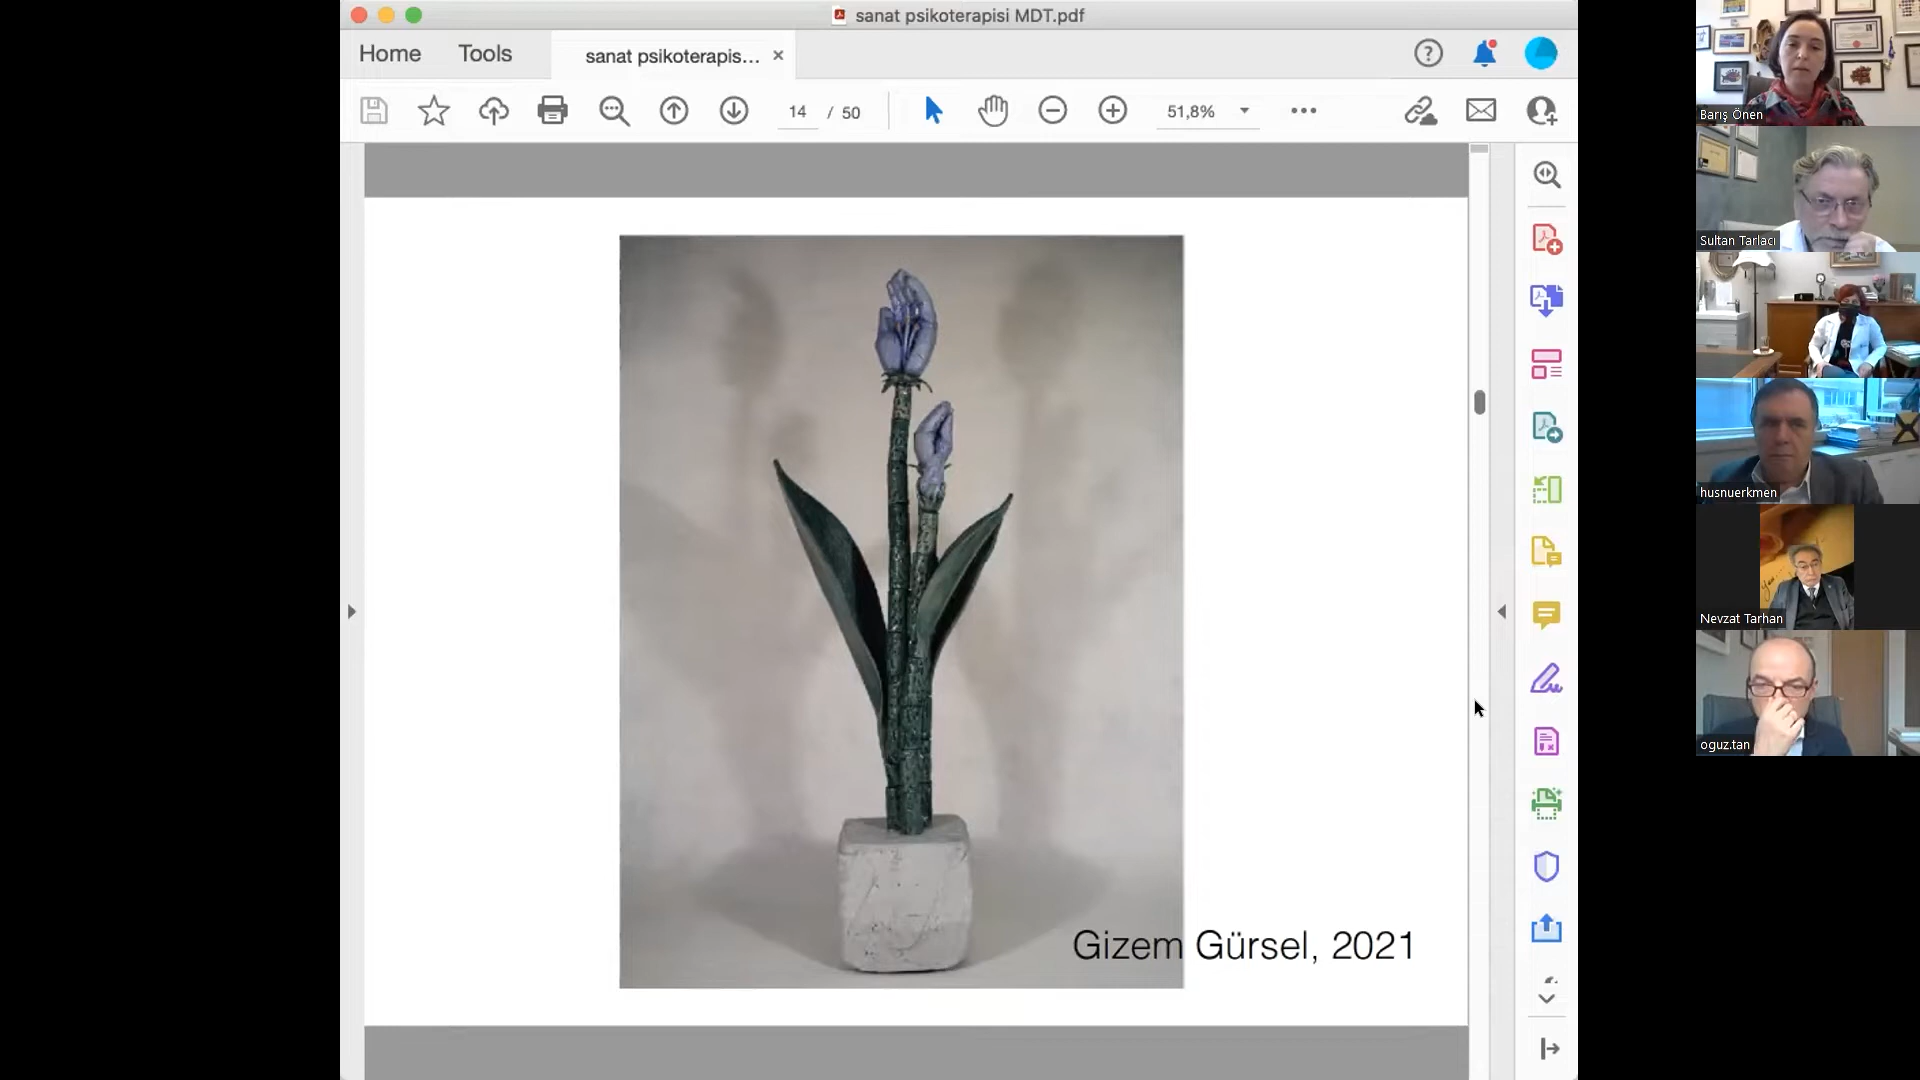 sanat psikoterapisi MDT.pdf
Home
Tools
sanat psikoterapis...
14 / 50
51,8%
Gizem Gürsel, 2021
Barış Önen
Sultan Tarlacı
husnuerkmen
Nevzat Tarhan
oguz.tan